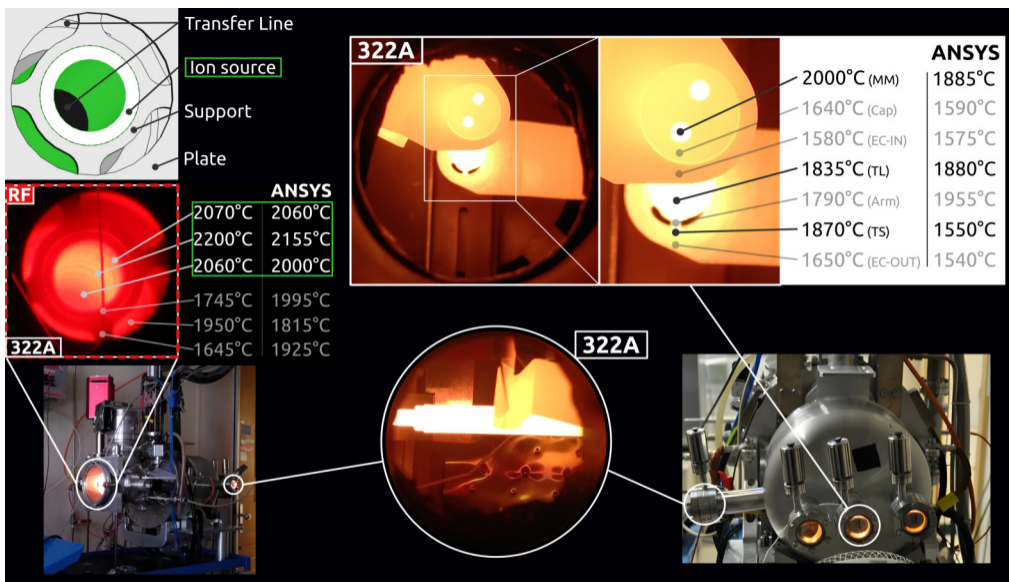 Transfer Line
Ion source
Support
Plate
RF
322A
ANSYS
2070°C 2060°C
2200°C 2155°C
2060°C 2000°C
1745°C 1995°C
1950°C 1815°C
1645°C 1925°C
322A
ANSYS
2000°C (MM) 1885°C
1640°C (Cap) 1590°C
1580°C (EC-IN) 1575°C
1835°C (TL) 1880°C
1790°C (Arm) 1955°C
1870°C (TS) 1550°C
1650°C (EC-OUT) 1540°C
322A